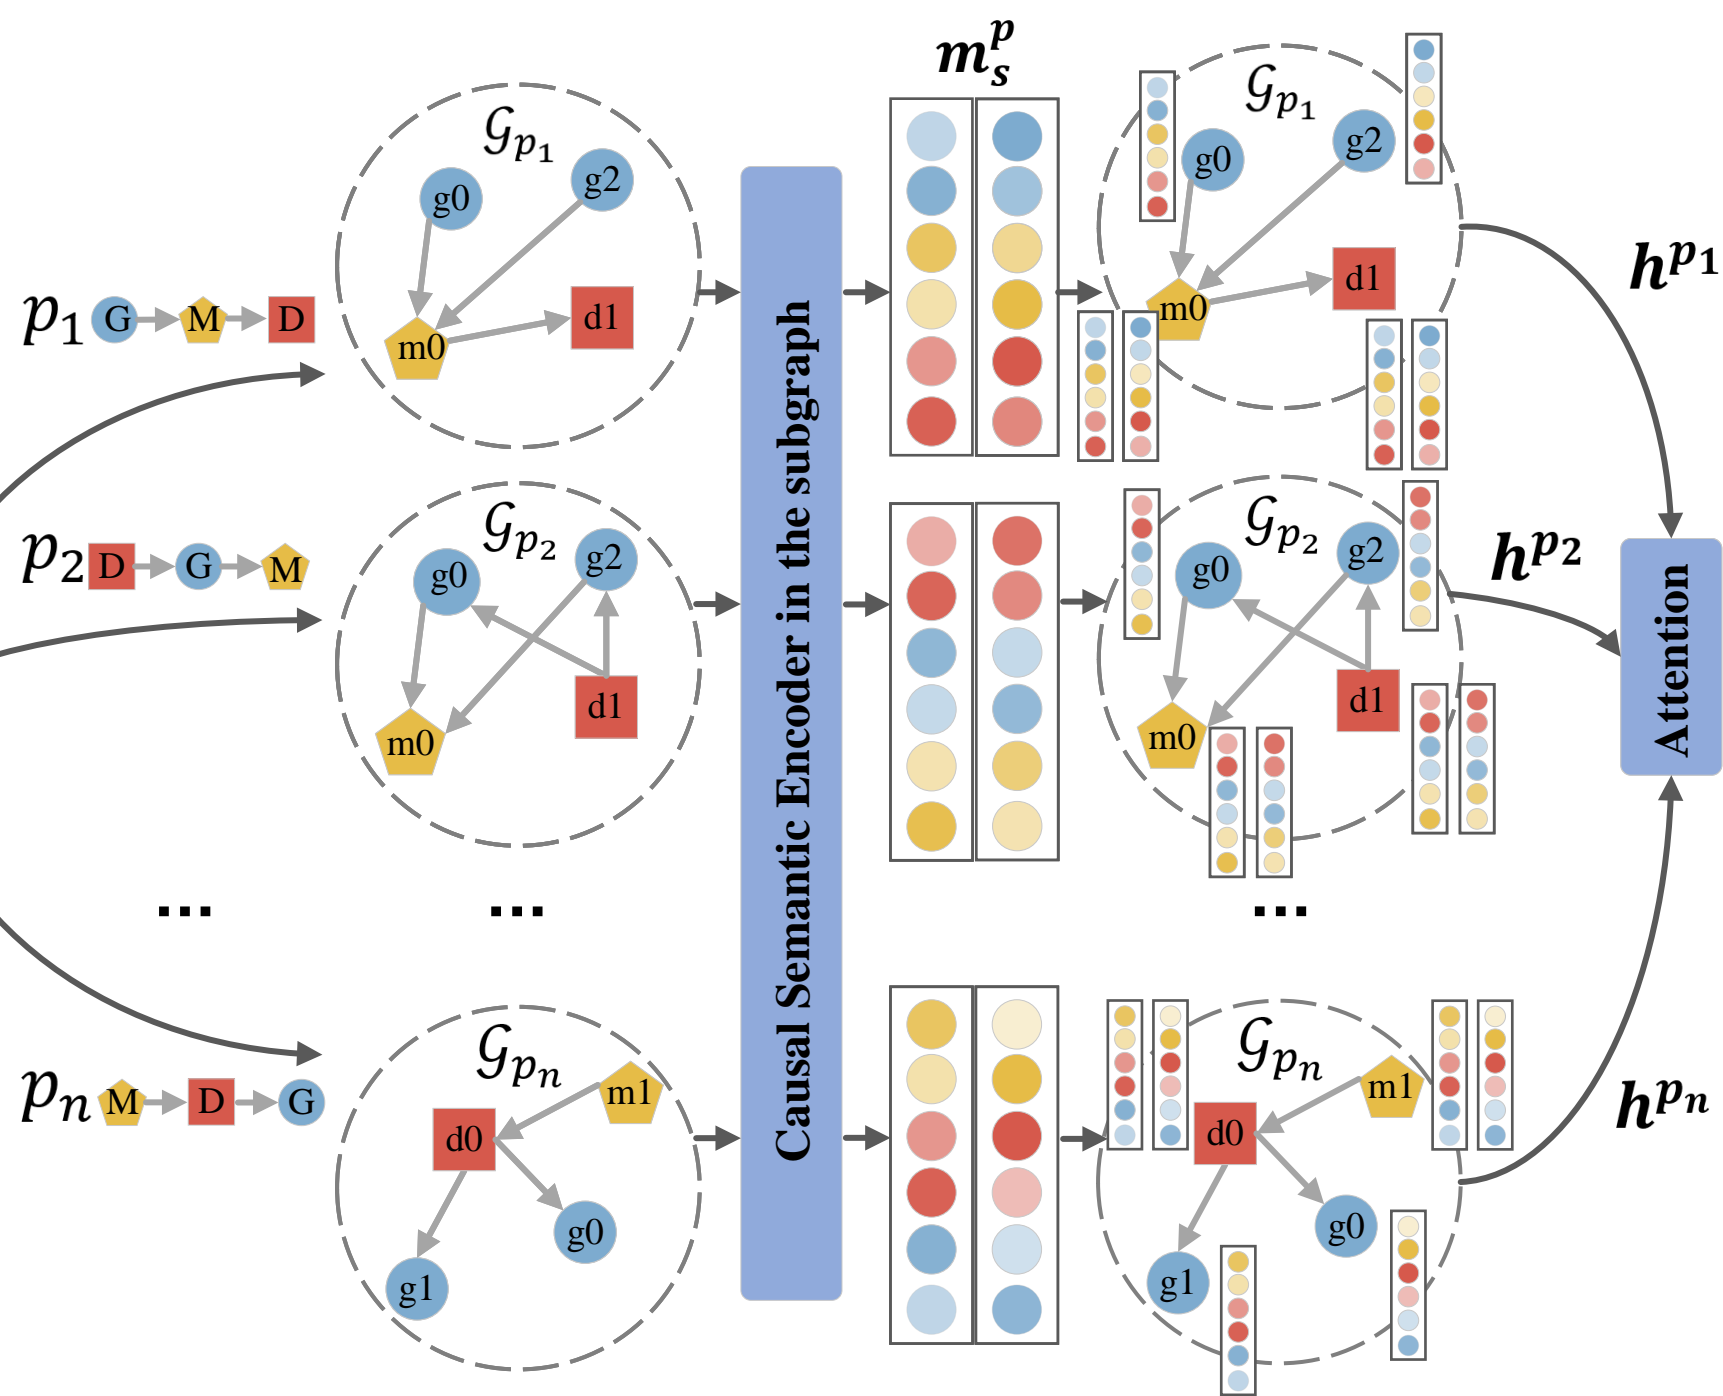 m_s^p
𝒢_{p_1}
g0
g2
m0
d1
p_1 G M D
𝒢_{p_1}
g0
g2
m0
d1
h^{p_1}
p_2 D G M
𝒢_{p_2}
g0
g2
m0
d1
𝒢_{p_2}
g0
g2
m0
d1
h^{p_2}
Causal Semantic Encoder in the subgraph
Attention
...
...
...
p_n M D G
𝒢_{p_n}
m1
d0
g0
g1
𝒢_{p_n}
m1
d0
g0
g1
h^{p_n}